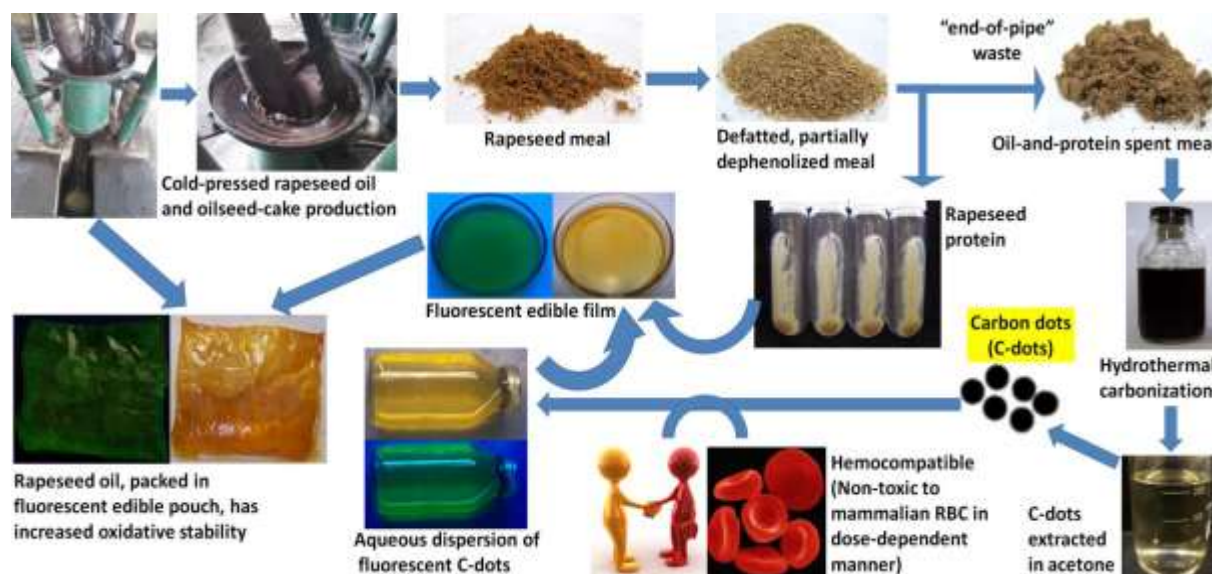 "end-of-pipe"
waste
Rapeseed meal
Defatted, partially
dephenolized meal
Oil-and-protein spent meal
Cold-pressed rapeseed oil
and oilseed-cake production
Rapeseed
protein
Fluorescent edible film
Carbon dots
(C-dots)
Hydrothermal
carbonization
Rapeseed oil, packed in
fluorescent edible pouch, has
increased oxidative stability
Aqueous dispersion of
fluorescent C-dots
Hemocompatible
(Non-toxic to
mammalian RBC in
dose-dependent
manner)
C-dots
extracted
in acetone